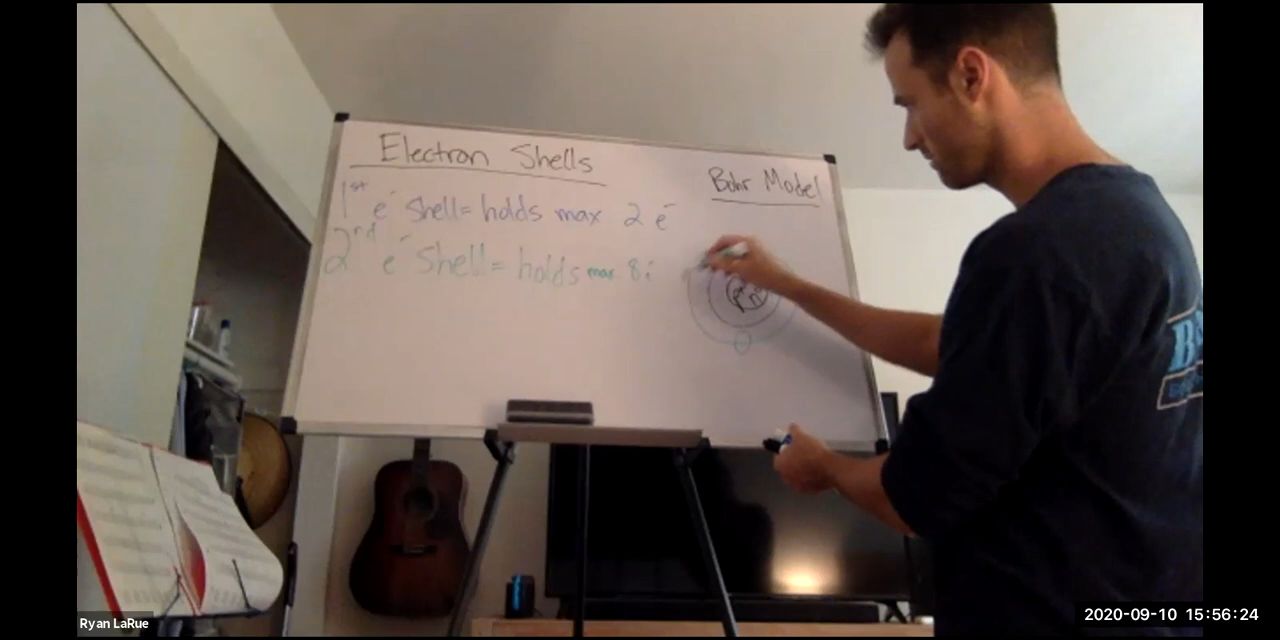 Electron Shells
Bohr Model
1st e- Shell= holds max 2 e-
2nd e- Shell= holds max 8
Ryan LaRue
2020-09-10 15:56:24